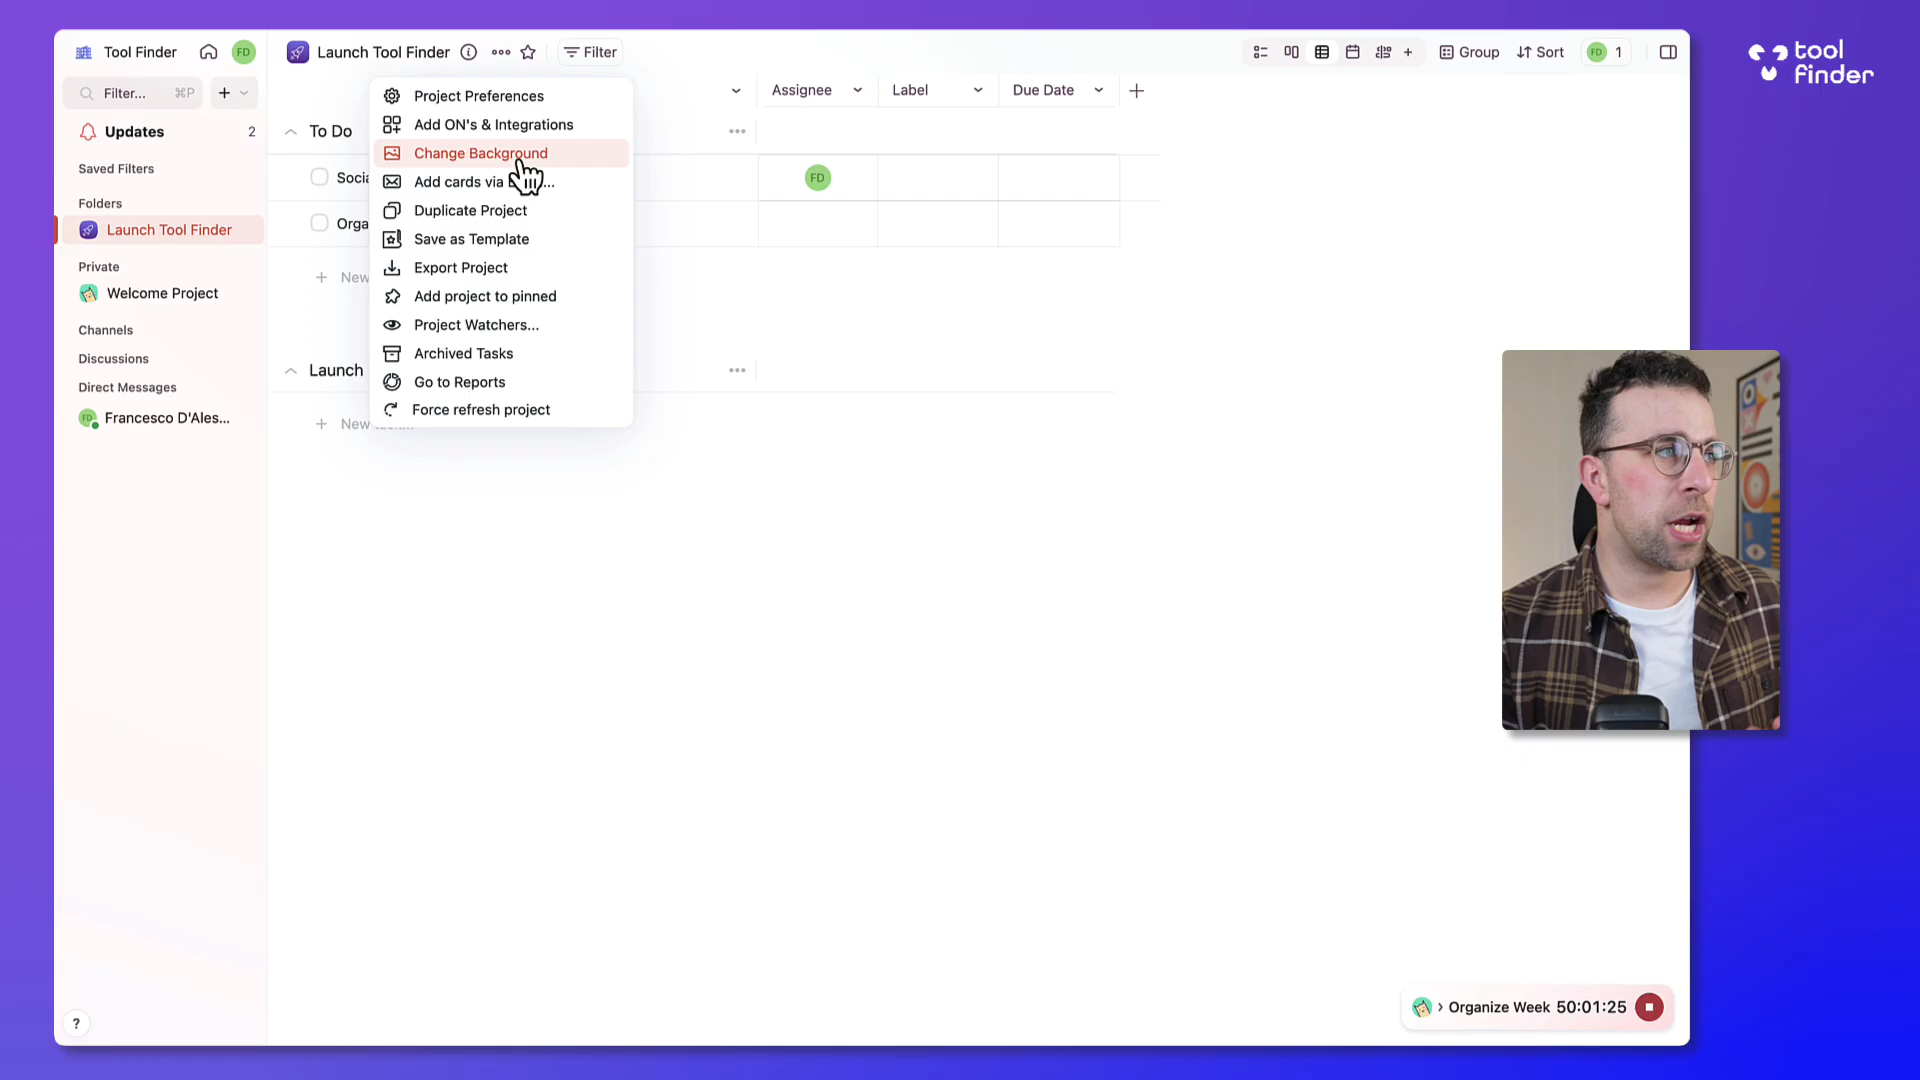 Tool Finder
FD
Launch Tool Finder
Filter
Group
Sort
FD
1
tool
finder
Filter...
⌘P
Updates
2
Saved Filters
Folders
Launch Tool Finder
Private
Welcome Project
Channels
Discussions
Direct Messages
FD
Francesco D'Ales...
Project Preferences
Add ON's & Integrations
Change Background
Add cards via
Duplicate Project
Save as Template
Export Project
Add project to pinned
Project Watchers...
Archived Tasks
Go to Reports
Force refresh project
Assignee
Label
Due Date
To Do
Soci
FD
Orga
New
Launch
New
?
Organize Week 50:01:25